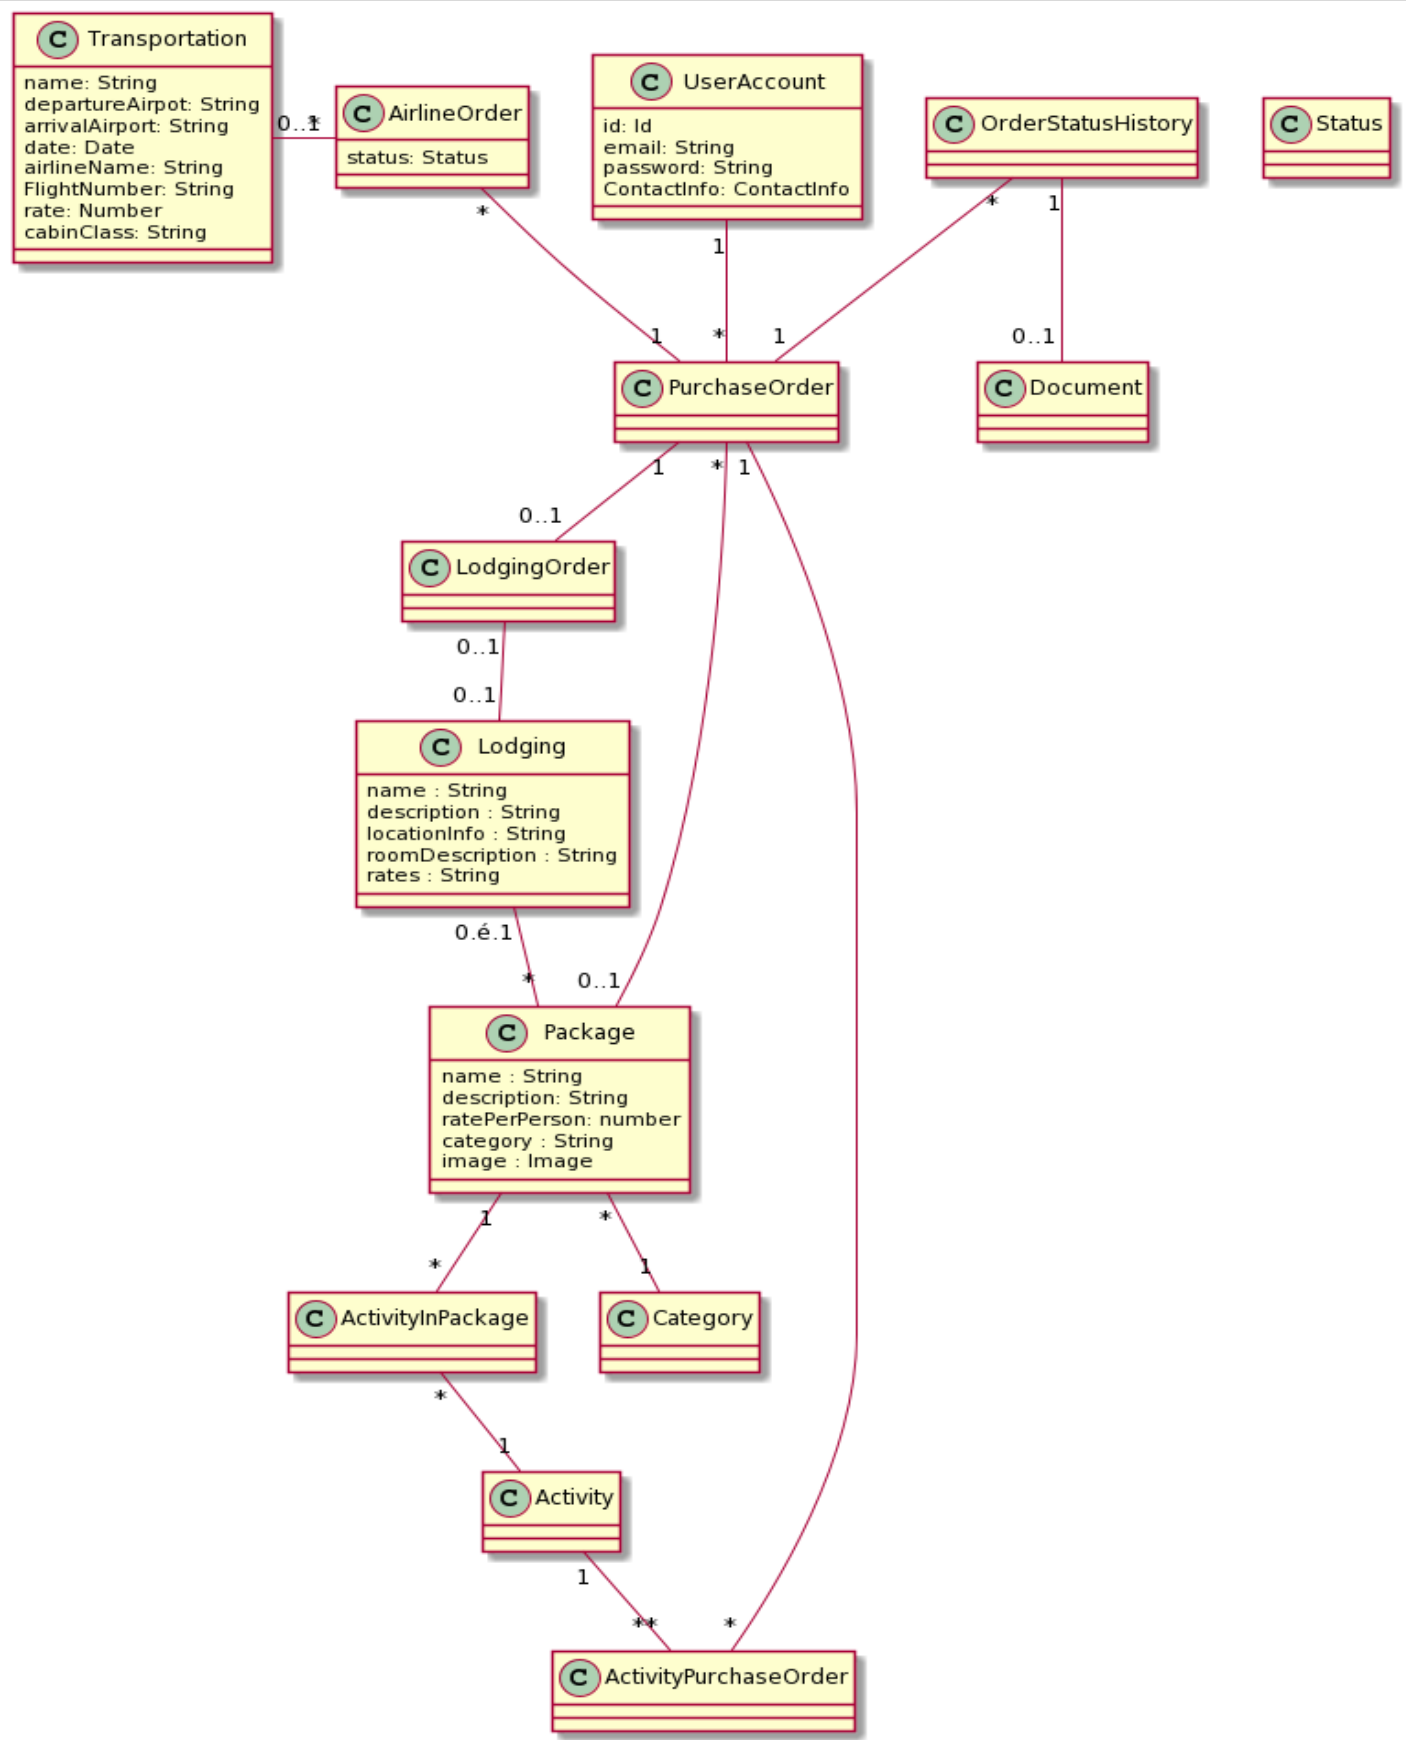 C Transportation
name: String
departureAirpot: String
arrivalAirport: String
date: Date
airlineName: String
FlightNumber: String
rate: Number
cabinClass: String
0..1
*
C AirlineOrder
status: Status
C UserAccount
id: Id
email: String
password: String
ContactInfo: ContactInfo
C OrderStatusHistory
C Status
*
1
1
*
*
1
1
0..1
C PurchaseOrder
C Document
1
*
1
0..1
C LodgingOrder
0..1
0..1
C Lodging
name : String
description : String
locationInfo : String
roomDescription : String
rates : String
0.é.1
*
0..1
C Package
name : String
description: String
ratePerPerson: number
category : String
image : Image
1
*
*
1
C ActivityInPackage
C Category
*
1
C Activity
1
**
*
C ActivityPurchaseOrder